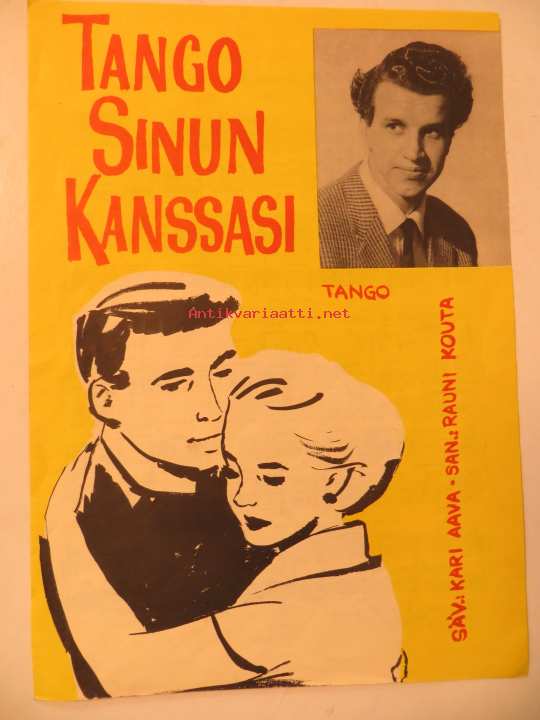 TANGO
SINUN
KANSSASI
TANGO
Antikvariaatti.net
SÄV.: KARI AAVA - SAN.: RAUNI KOUTA